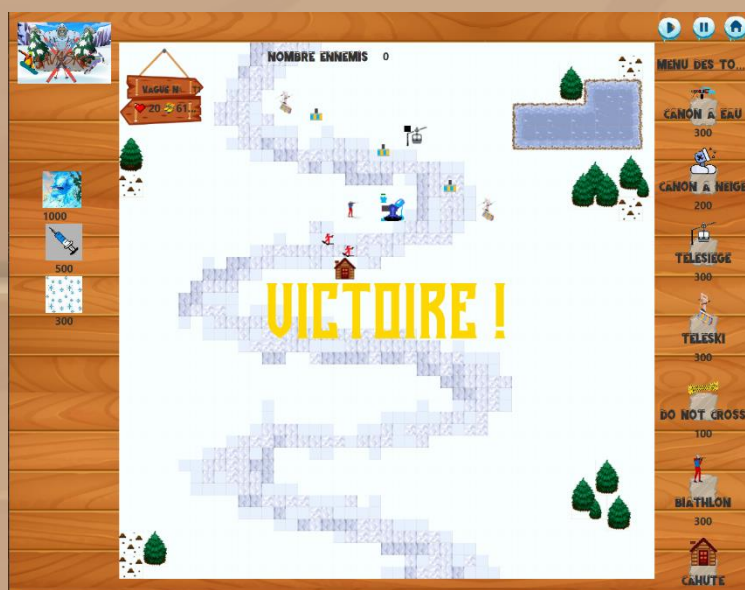 NOMBRE ENNEMIS 0
VAGUE N
20 61
1000
500
300
VICTOIRE !
MENU DES TO...
CANON À EAU
300
CANON À NEIGE
200
TELESIEGE
300
TELESKI
300
DO NOT CROSS
100
BIATHLON
300
CAHUTE